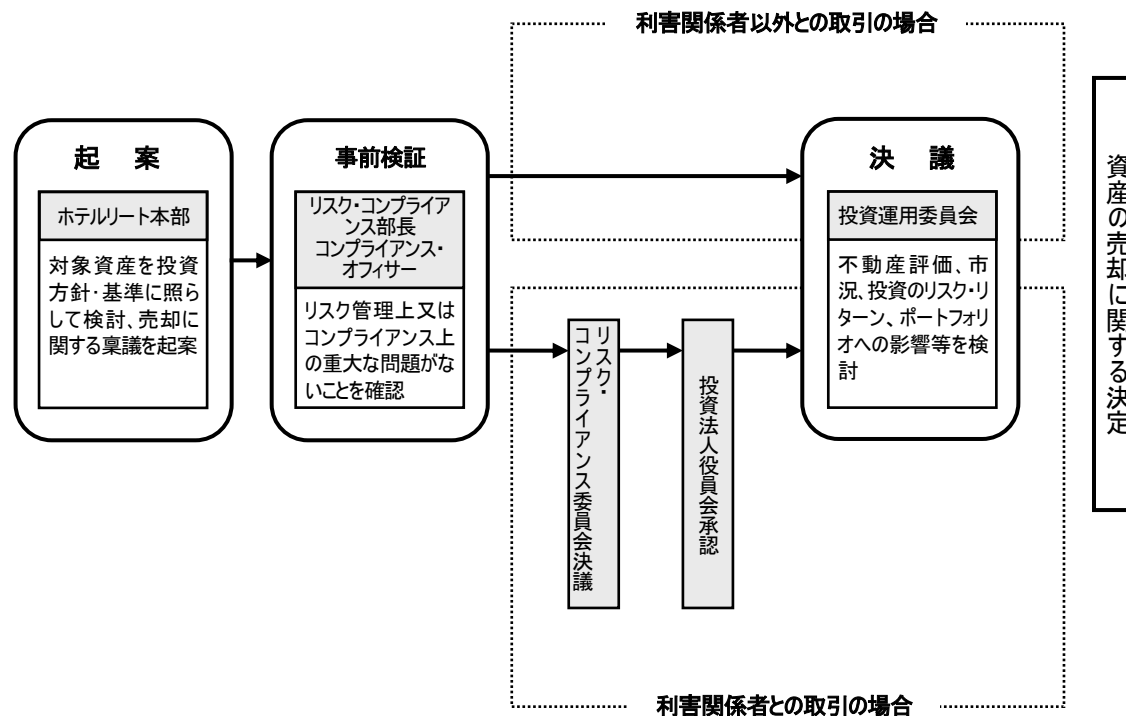 利害関係者以外との取引の場合
起 案
ホテルリート本部
対象資産を投資
方針・基準に照ら
して検討、売却に
関する稟議を起案
事前検証
リスク・コンプライア
ンス部長
コンプライアンス・
オフィサー
リスク管理上又は
コンプライアンス上
の重大な問題がな
いことを確認
リスク・
コンプライアンス委員会決議
投資法人役員会承認
決 議
投資運用委員会
不動産評価、市
況、投資のリスク・リ
ターン、ポートフォリ
オへの影響等を検
討
資産の売却に関する決定
利害関係者との取引の場合